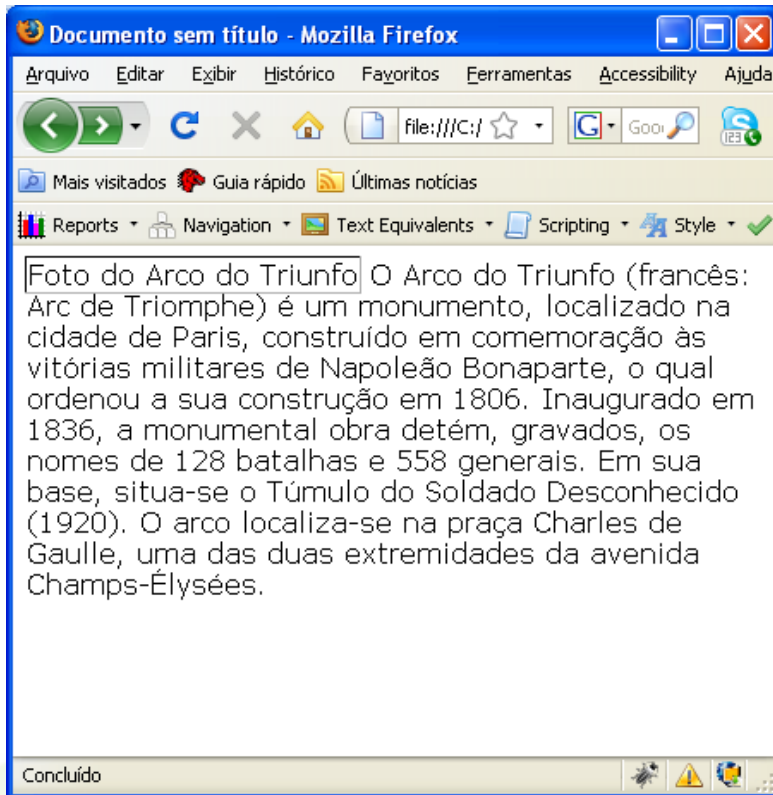 Documento sem título - Mozilla Firefox
Arquivo Editar Exibir Histórico Favoritos Ferramentas Accessibility Ajuda
file:///C:/ G Goo
123
Mais visitados Guia rápido Últimas notícias
Reports Navigation Text Equivalents Scripting Style
Foto do Arco do Triunfo O Arco do Triunfo (francês:
Arc de Triomphe) é um monumento, localizado na
cidade de Paris, construído em comemoração às
vitórias militares de Napoleão Bonaparte, o qual
ordenou a sua construção em 1806. Inaugurado em
1836, a monumental obra detém, gravados, os
nomes de 128 batalhas e 558 generais. Em sua
base, situa-se o Túmulo do Soldado Desconhecido
(1920). O arco localiza-se na praça Charles de
Gaulle, uma das duas extremidades da avenida
Champs-Élysées.
Concluído